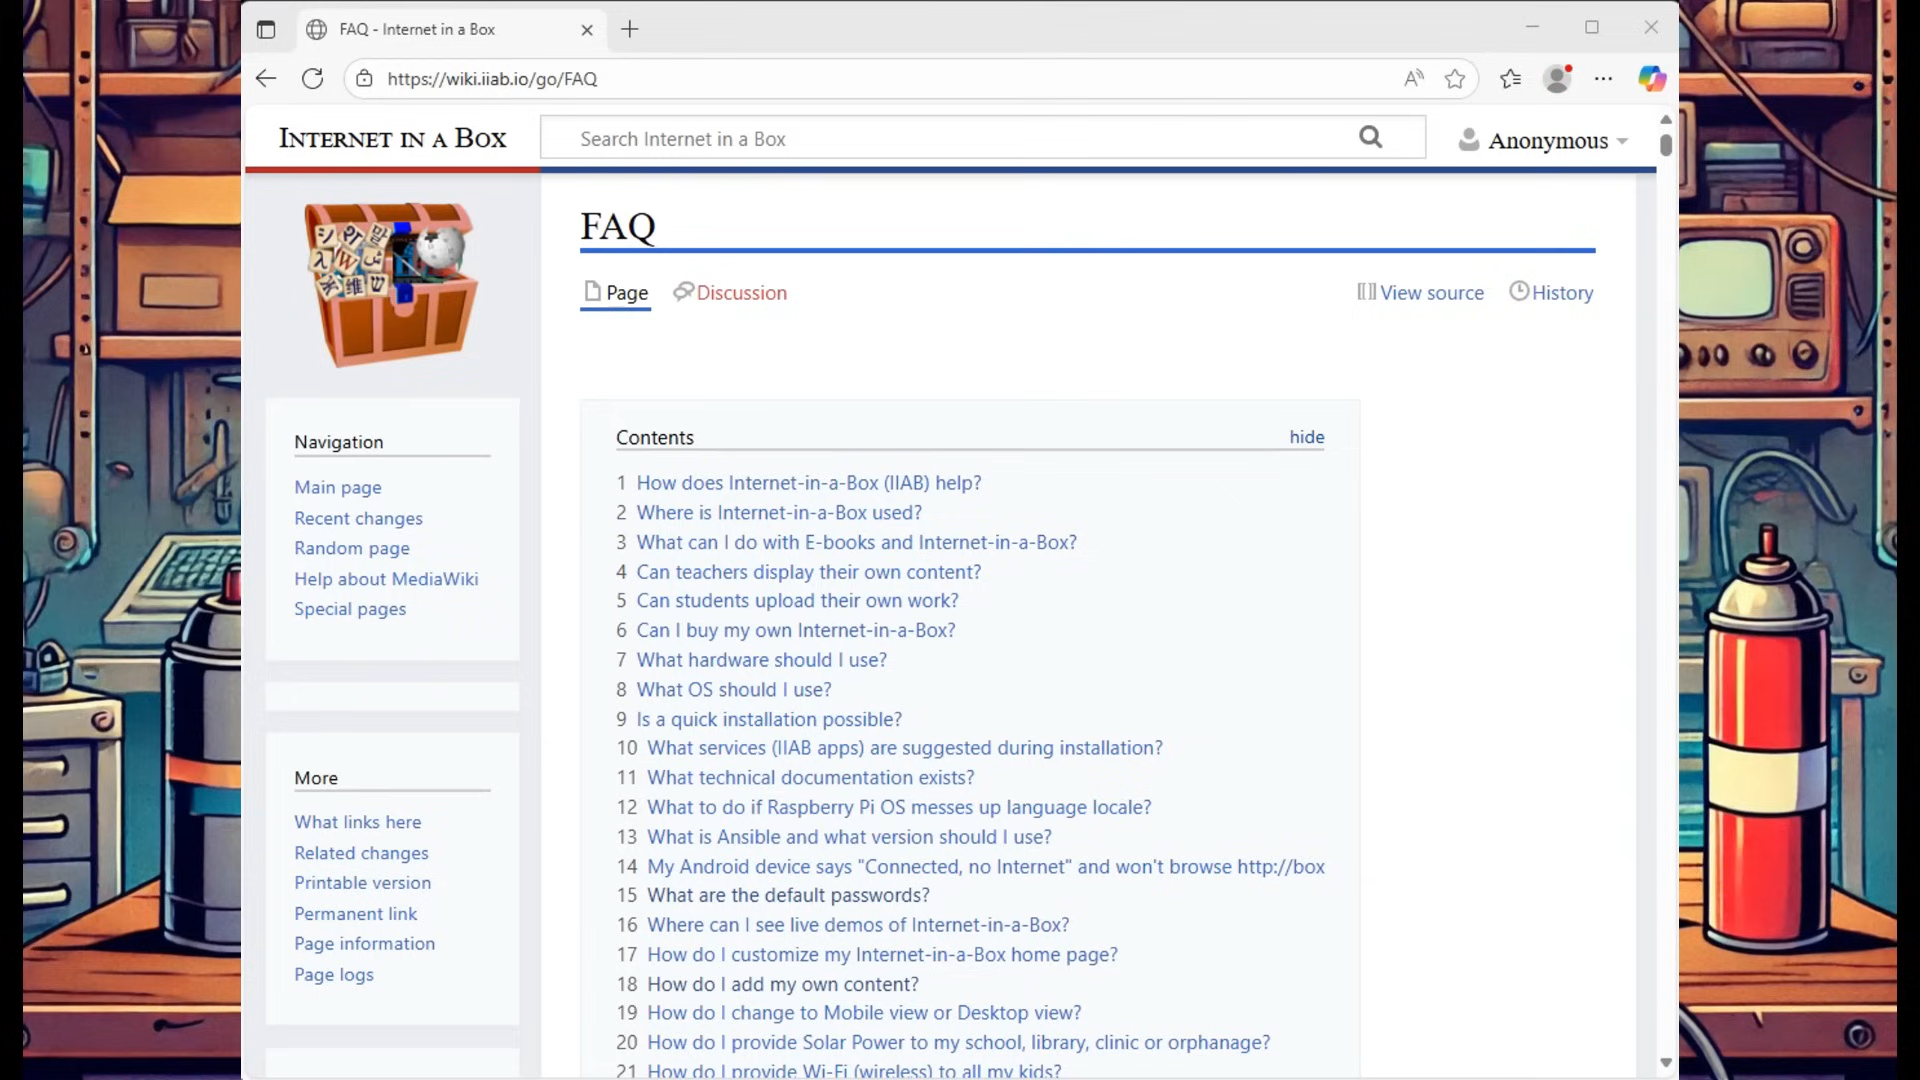 FAQ - Internet in a Box
https://wiki.iiab.io/go/FAQ
INTERNET IN A BOX
Search Internet in a Box
Anonymous
FAQ
Page
Discussion
View source
History
Navigation
Main page
Recent changes
Random page
Help about MediaWiki
Special pages
More
What links here
Related changes
Printable version
Permanent link
Page information
Page logs
Contents
hide
1 How does Internet-in-a-Box (IIAB) help?
2 Where is Internet-in-a-Box used?
3 What can I do with E-books and Internet-in-a-Box?
4 Can teachers display their own content?
5 Can students upload their own work?
6 Can I buy my own Internet-in-a-Box?
7 What hardware should I use?
8 What OS should I use?
9 Is a quick installation possible?
10 What services (IIAB apps) are suggested during installation?
11 What technical documentation exists?
12 What to do if Raspberry Pi OS messes up language locale?
13 What is Ansible and what version should I use?
14 My Android device says "Connected, no Internet" and won't browse http://box
15 What are the default passwords?
16 Where can I see live demos of Internet-in-a-Box?
17 How do I customize my Internet-in-a-Box home page?
18 How do I add my own content?
19 How do I change to Mobile view or Desktop view?
20 How do I provide Solar Power to my school, library, clinic or orphanage?
21 How do I provide Wi-Fi (wireless) to all my kids?